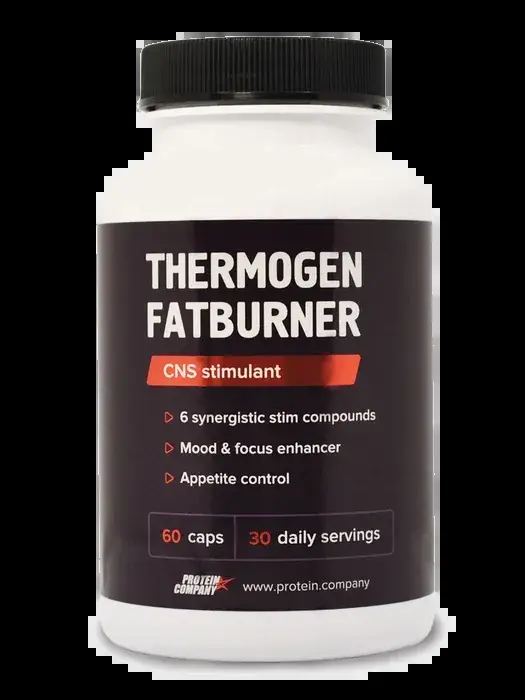 THERMOGEN
FATBURNER
CNS stimulant
6 synergistic stim compounds
Mood & focus enhancer
Appetite control
60 caps 30 daily servings
PROTEIN
COMPANY
www.protein.company